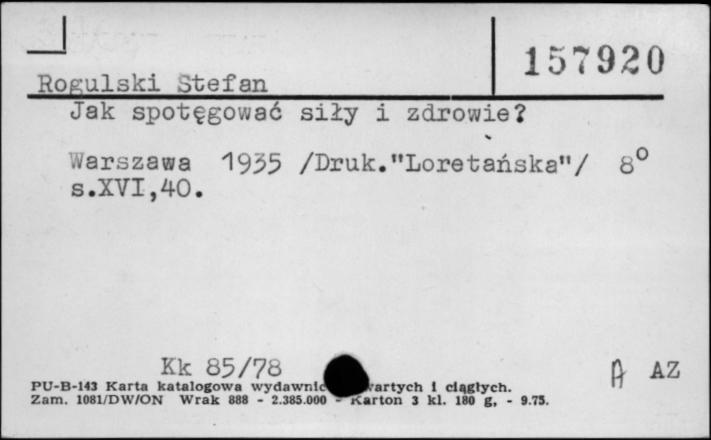 157920
Rogulski Stefan
Jak spotęgować siły i zdrowie?
Warszawa 1935 /Druk."Loretańska"/ 8°
s.XVI,40.
Kk 85/78
AZ
PU-B-143 Karta katalogowa wydawnic wartych i ciągłych.
Zam. 1081/DW/ON Wrak 888 - 2.385.000 - Karton 3 kl. 180 g, - 9.75.